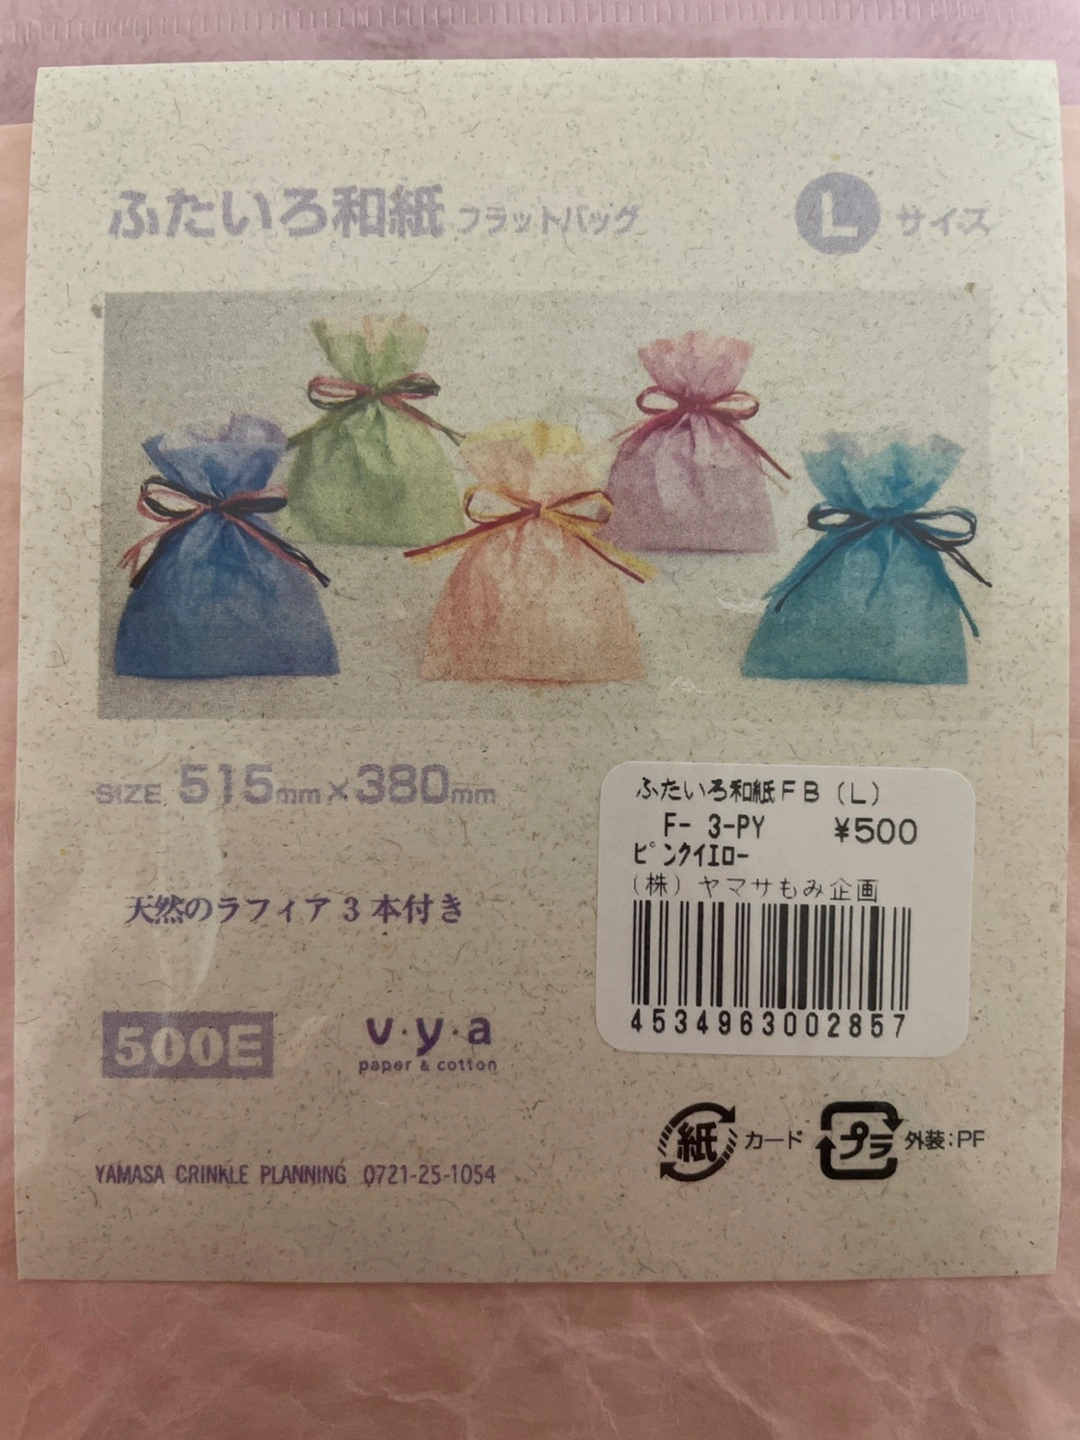 ふたいろ和紙 フラットバッグ L サイズ
SIZE 515mm×380mm
天然のラフィア3本付き
500E
v・y・a
paper & cotton
YAMASA CRINKLE PLANNING 0721-25-1054
ふたいろ和紙FB(L)
F- 3-PY ¥500
ピンクイエロー
(株)ヤマサもみ企画
4534963002857
紙 カード プラ 外装:PF